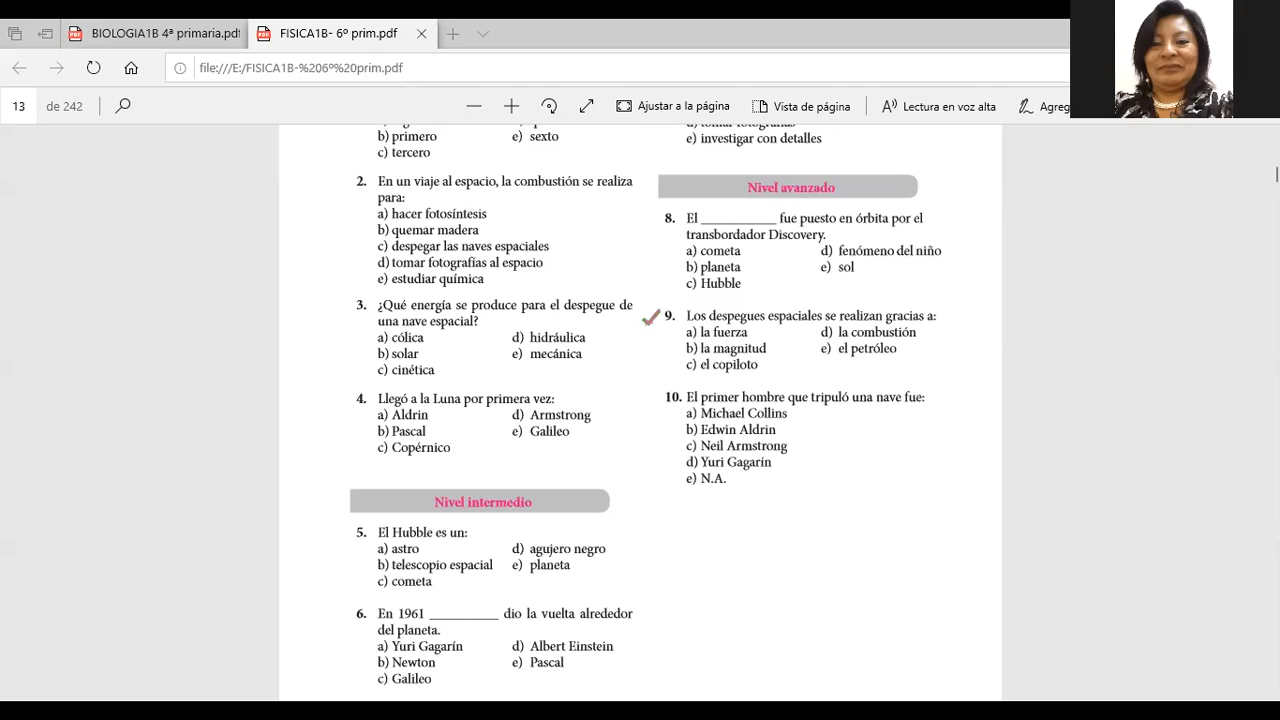 BIOLOGIA1B 4ª primaria.pdf
FISICA1B- 6º prim.pdf
file:///E:/FISICA1B-%206º%20prim.pdf
13 de 242
Ajustar a la página
Vista de página
Lectura en voz alta
Agreg
b) primero e) sexto
c) tercero
2. En un viaje al espacio, la combustión se realiza
para:
a) hacer fotosíntesis
b) quemar madera
c) despegar las naves espaciales
d) tomar fotografías al espacio
e) estudiar química
3. ¿Qué energía se produce para el despegue de
una nave espacial?
a) cólica d) hidráulica
b) solar e) mecánica
c) cinética
4. Llegó a la Luna por primera vez:
a) Aldrin d) Armstrong
b) Pascal e) Galileo
c) Copérnico
Nivel intermedio
5. El Hubble es un:
a) astro d) agujero negro
b) telescopio espacial e) planeta
c) cometa
6. En 1961 __________ dio la vuelta alrededor
del planeta.
a) Yuri Gagarín d) Albert Einstein
b) Newton e) Pascal
c) Galileo
d) tomar fotografías
e) investigar con detalles
Nivel avanzado
8. El ___________ fue puesto en órbita por el
transbordador Discovery.
a) cometa d) fenómeno del niño
b) planeta e) sol
c) Hubble
9. Los despegues espaciales se realizan gracias a:
a) la fuerza d) la combustión
b) la magnitud e) el petróleo
c) el copiloto
10. El primer hombre que tripuló una nave fue:
a) Michael Collins
b) Edwin Aldrin
c) Neil Armstrong
d) Yuri Gagarín
e) N.A.